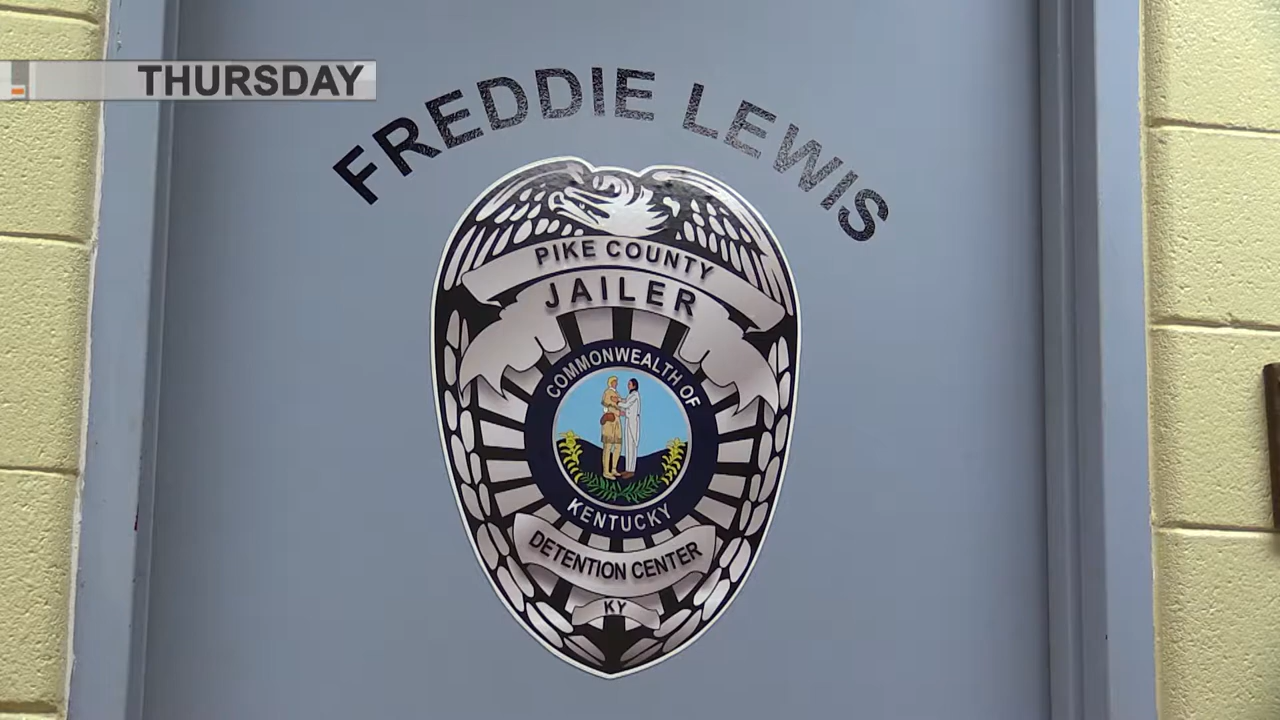 THURSDAY
FREDDIE LEWIS
PIKE COUNTY
JAILER
COMMONWEALTH OF
KENTUCKY
DETENTION CENTER
KY